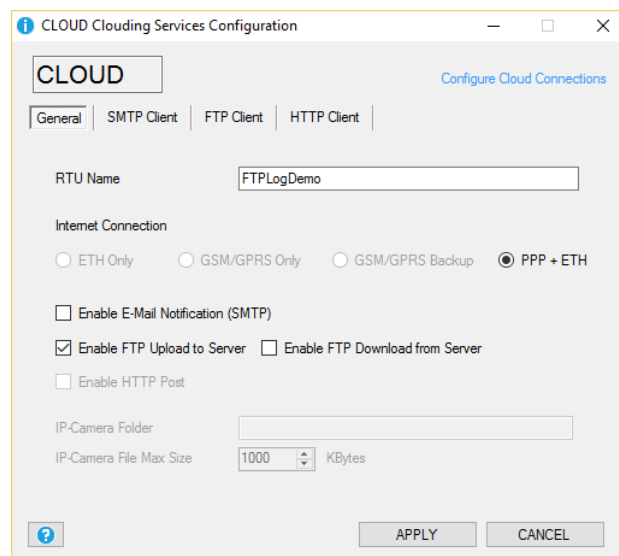 CLOUD Clouding Services Configuration
CLOUD
Configure Cloud Connections
General SMTP Client FTP Client HTTP Client
RTU Name FTPLogDemo
Internet Connection
ETH Only GSM/GPRS Only GSM/GPRS Backup PPP + ETH
Enable E-Mail Notification (SMTP)
Enable FTP Upload to Server Enable FTP Download from Server
Enable HTTP Post
IP-Camera Folder
IP-Camera File Max Size 1000 KBytes
? APPLY CANCEL